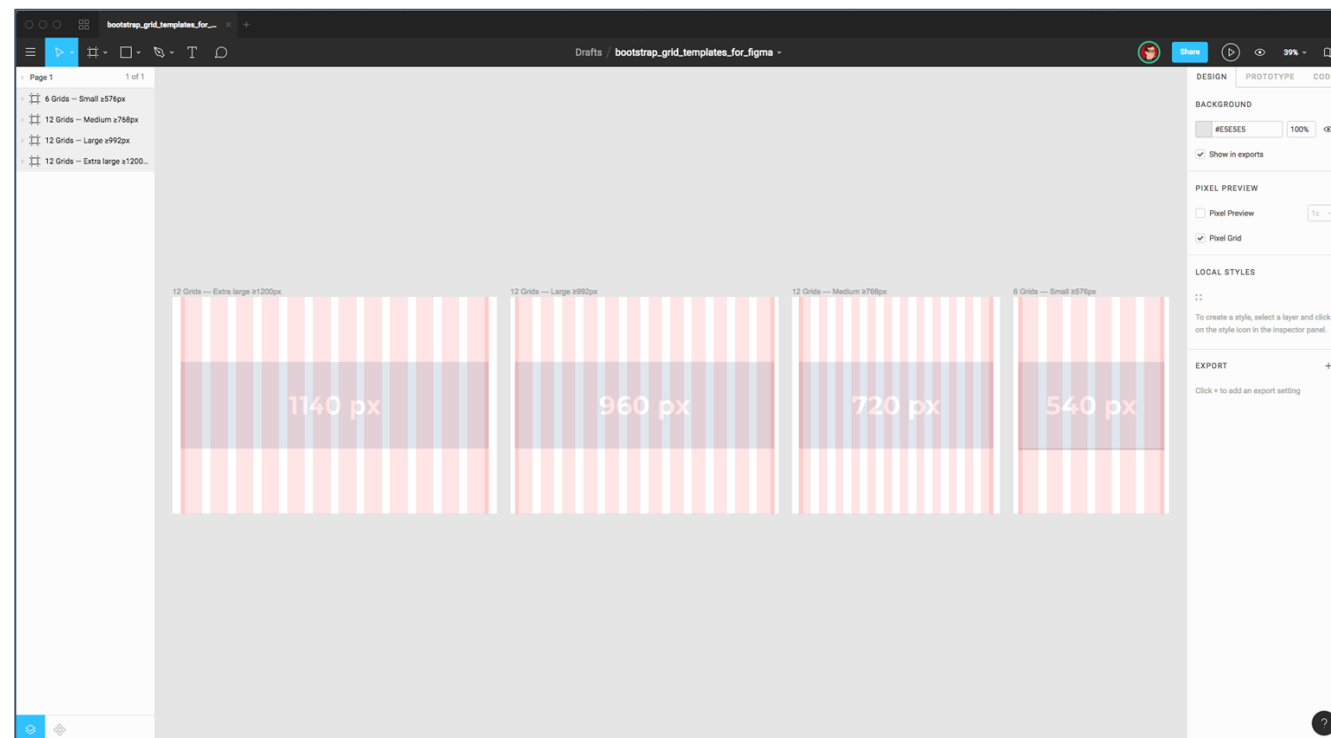 bootstrap_grid_templates_for_...
Drafts / bootstrap_grid_templates_for_figma
Share
39%
Page 1
1 of 1
6 Grids — Small ≥576px
12 Grids — Medium ≥768px
12 Grids — Large ≥992px
12 Grids — Extra large ≥1200...
12 Grids — Extra large ≥1200px
12 Grids — Large ≥992px
12 Grids — Medium ≥768px
6 Grids — Small ≥576px
1140 px
960 px
720 px
540 px
DESIGN
PROTOTYPE
COD
BACKGROUND
#E5E5E5
100%
Show in exports
PIXEL PREVIEW
Pixel Preview
1x
Pixel Grid
LOCAL STYLES
To create a style, select a layer and click
on the style icon in the inspector panel.
EXPORT
+
Click + to add an export setting
?